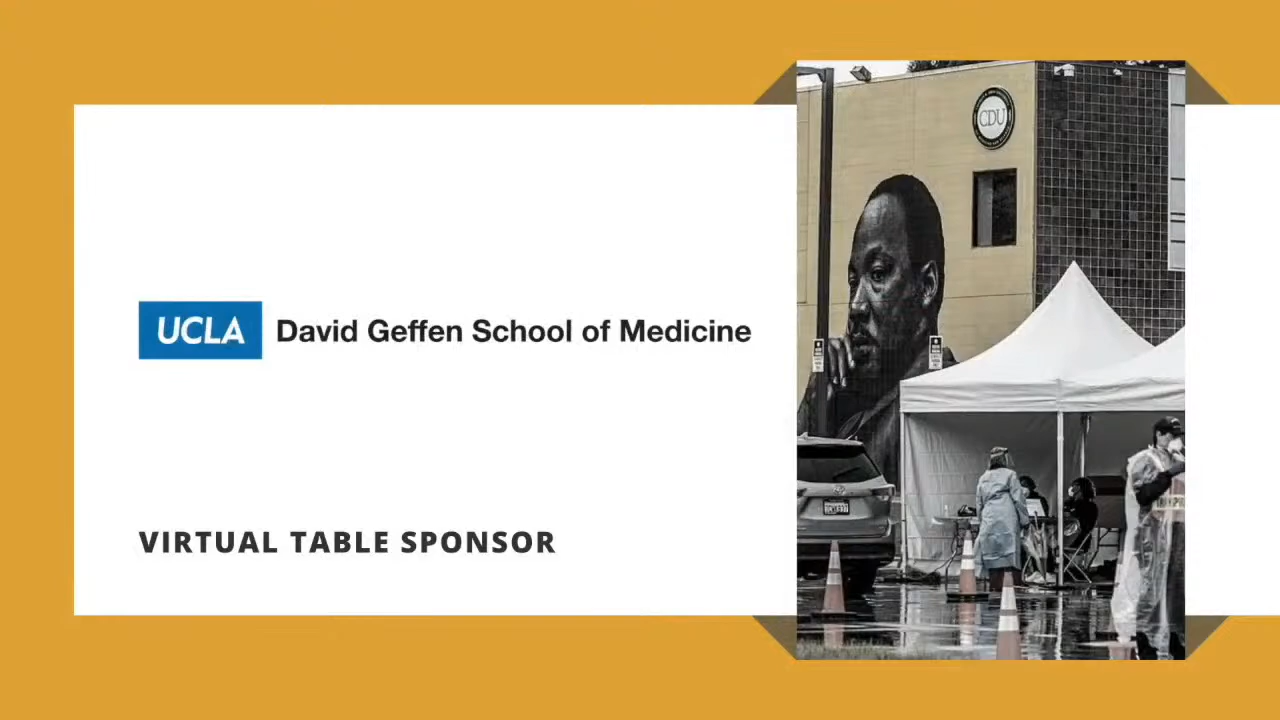 UCLA David Geffen School of Medicine
VIRTUAL TABLE SPONSOR
CDU